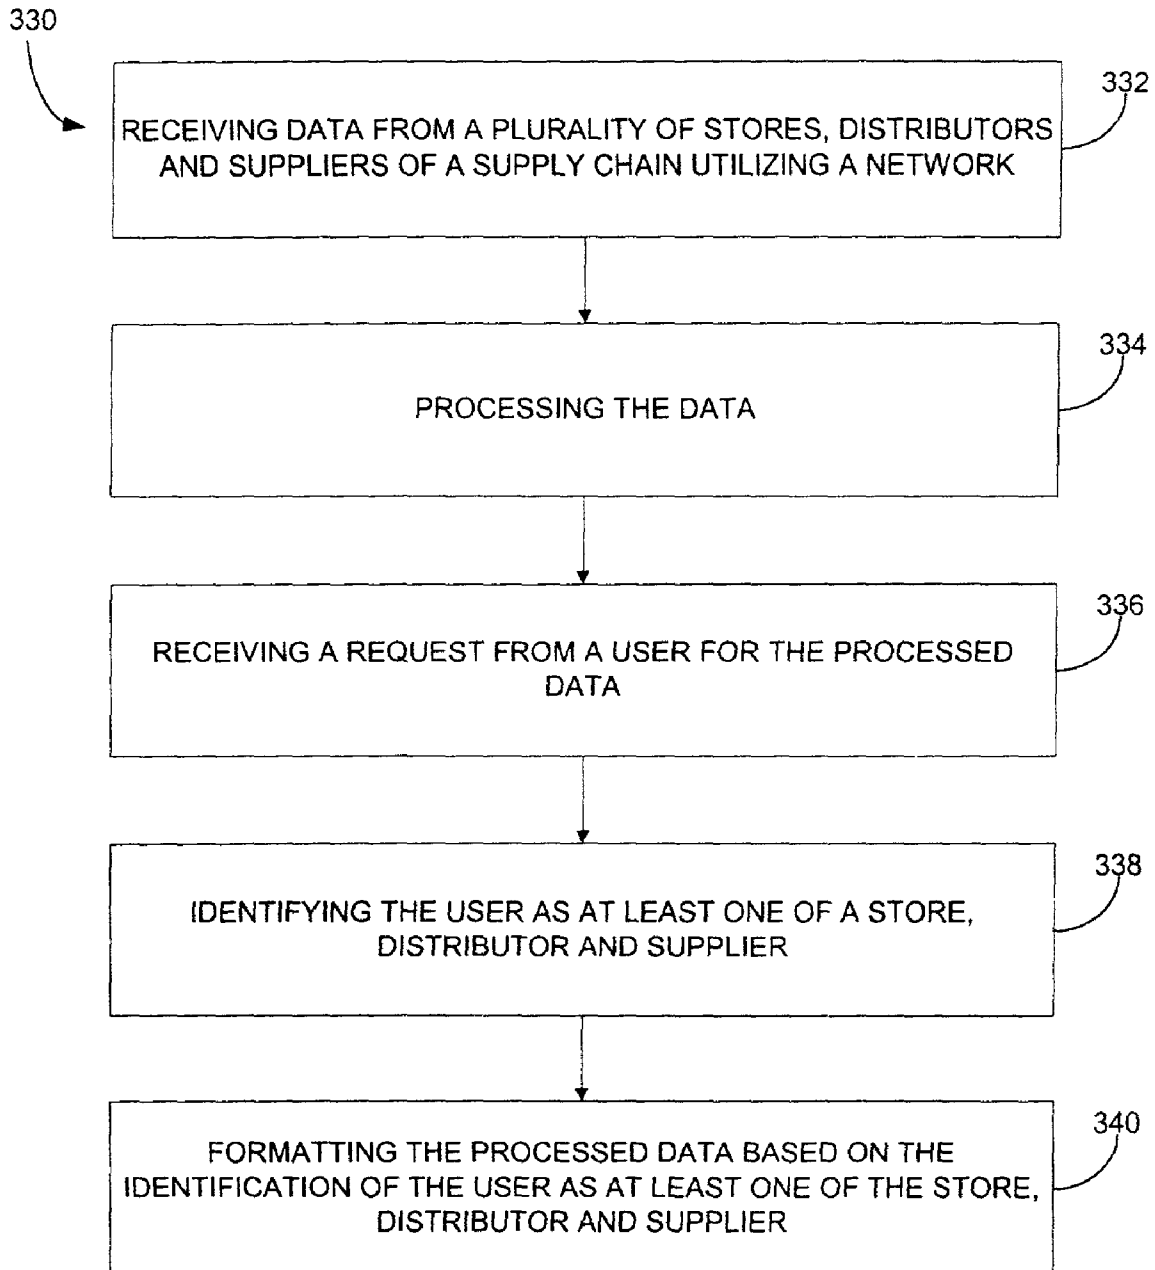 330
332
RECEIVING DATA FROM A PLURALITY OF STORES, DISTRIBUTORS
AND SUPPLIERS OF A SUPPLY CHAIN UTILIZING A NETWORK
334
PROCESSING THE DATA
336
RECEIVING A REQUEST FROM A USER FOR THE PROCESSED
DATA
338
IDENTIFYING THE USER AS AT LEAST ONE OF A STORE,
DISTRIBUTOR AND SUPPLIER
340
FORMATTING THE PROCESSED DATA BASED ON THE
IDENTIFICATION OF THE USER AS AT LEAST ONE OF THE STORE,
DISTRIBUTOR AND SUPPLIER